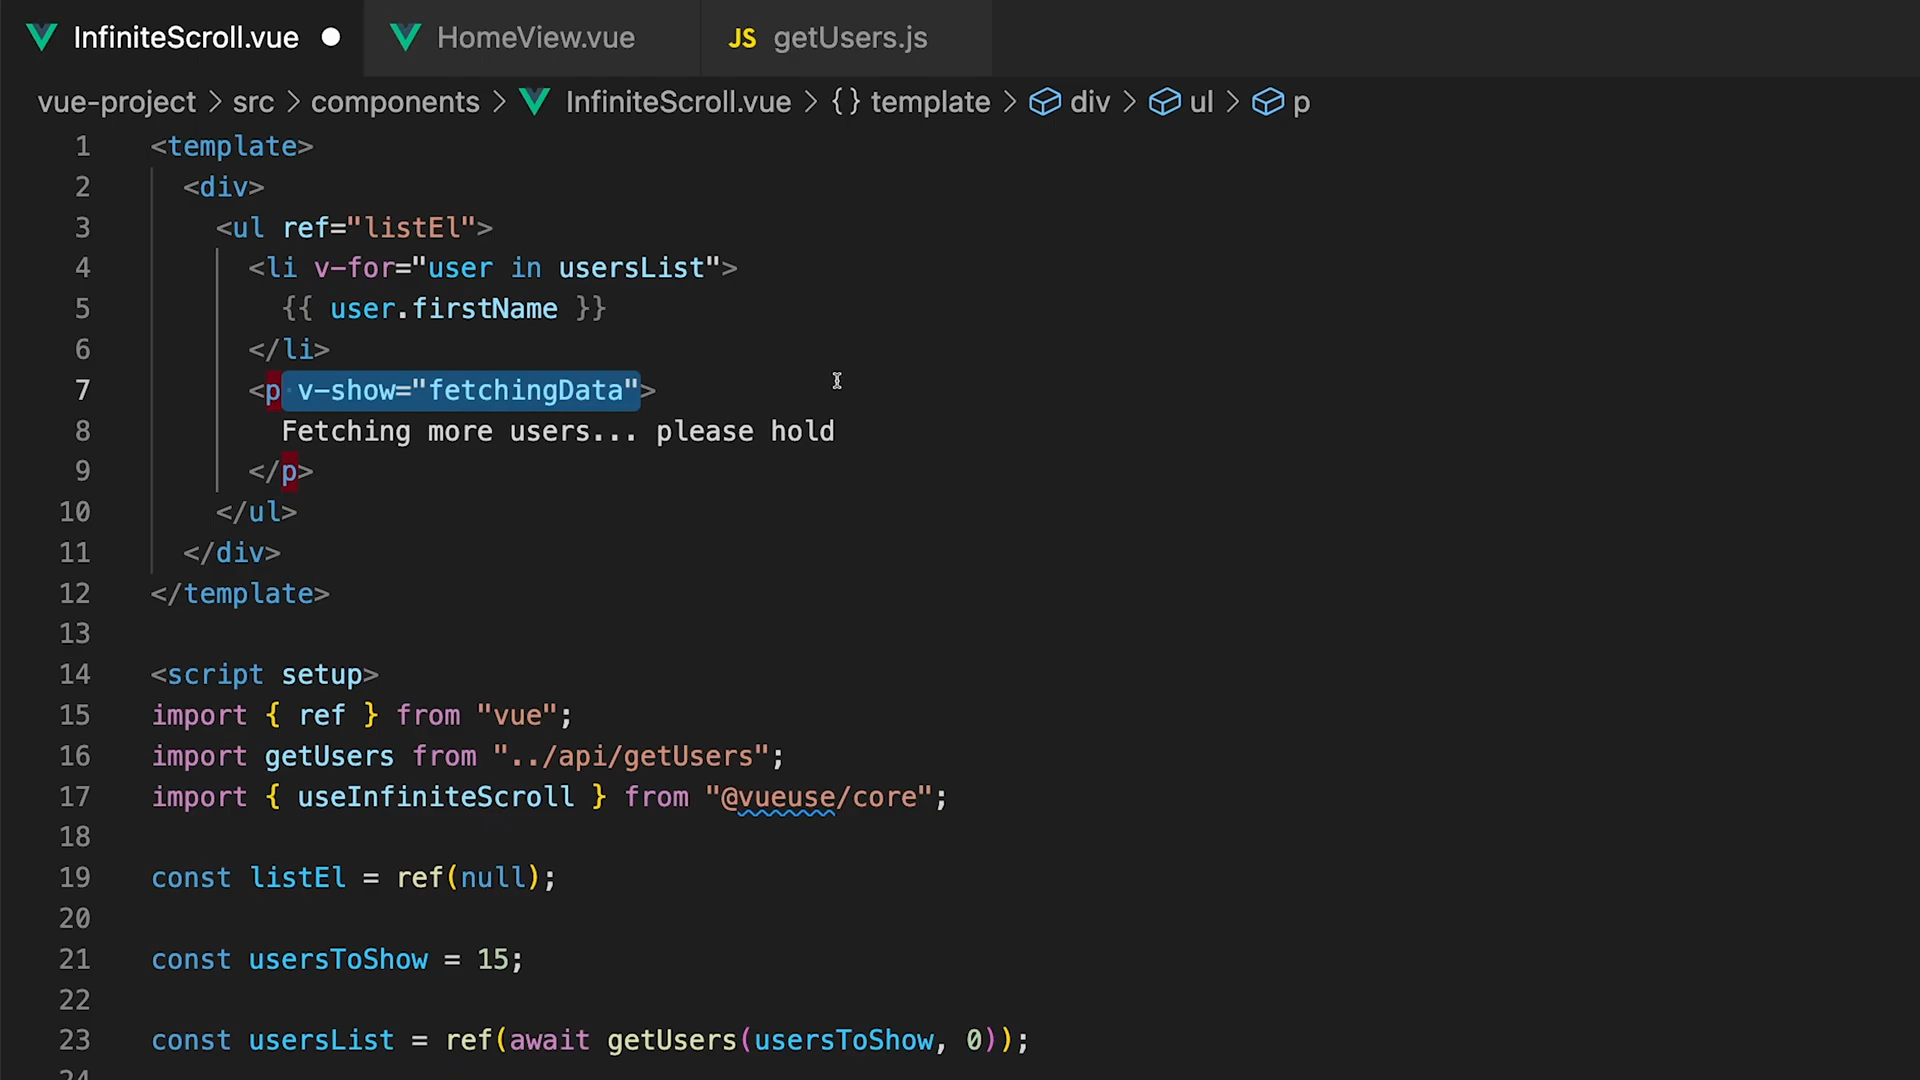 InfiniteScroll.vue HomeView.vue JS getUsers.js
vue-project > src > components > InfiniteScroll.vue > {} template > div > ul > p
1 <template>
2 <div>
3 <ul ref="listEl">
4 <li v-for="user in usersList">
5 {{ user.firstName }}
6 </li>
7 <p v-show="fetchingData">
8 Fetching more users... please hold
9 </p>
10 </ul>
11 </div>
12 </template>
13
14 <script setup>
15 import { ref } from "vue";
16 import getUsers from "../api/getUsers";
17 import { useInfiniteScroll } from "@vueuse/core";
18
19 const listEl = ref(null);
20
21 const usersToShow = 15;
22
23 const usersList = ref(await getUsers(usersToShow, 0));
24